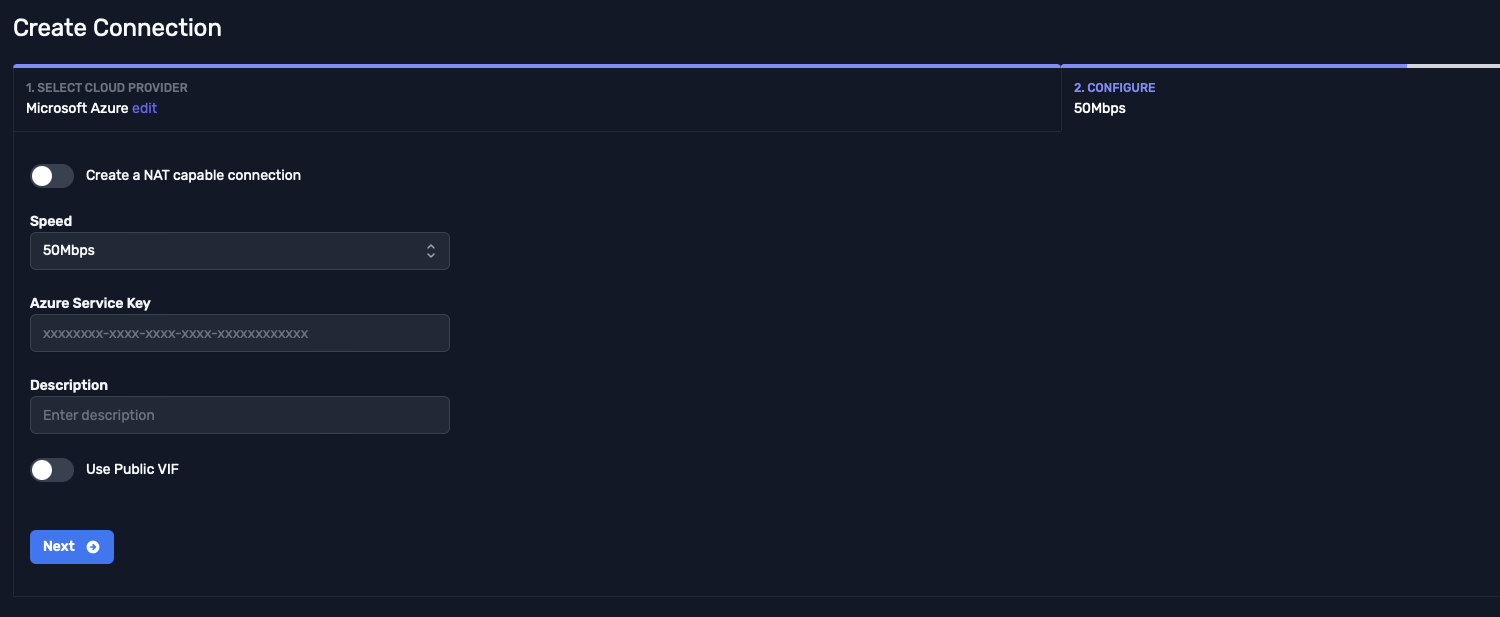 Create Connection
1. SELECT CLOUD PROVIDER
Microsoft Azure edit
2. CONFIGURE
50Mbps
Create a NAT capable connection
Speed
50Mbps
Azure Service Key
xxxxxxxx-xxxx-xxxx-xxxx-xxxxxxxxxxxx
Description
Enter description
Use Public VIF
Next